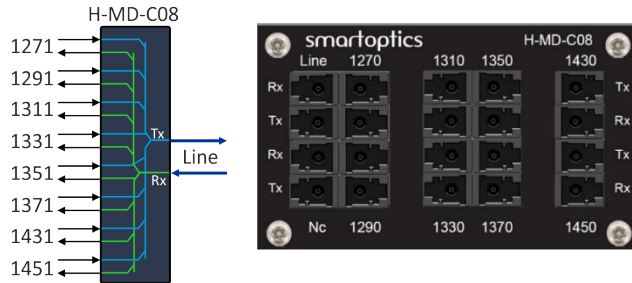 H-MD-C08
1271
1291
1311
1331
1351
1371
1431
1451
Tx
Rx
Line
smartoptics H-MD-C08
Line 1270 1310 1350 1430
Rx Tx
Tx Rx
Rx Tx
Tx Rx
Nc 1290 1330 1370 1450